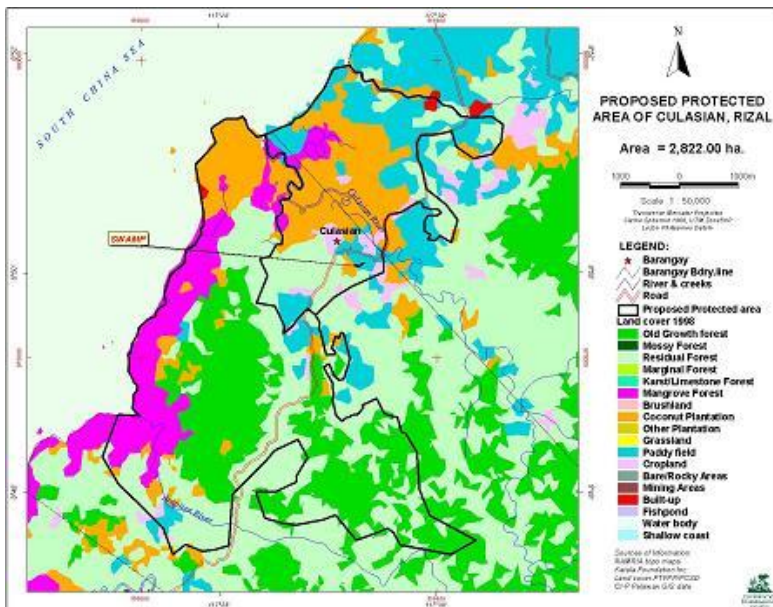 N
PROPOSED PROTECTED
AREA OF CULASIAN, RIZAL
Area = 2,822.00 ha.
1000 0 1000m
Scale 1 : 50,000
SOUTH CHINA SEA
SWAMP
Culasian
LEGEND:
Barangay
Barangay Bdry.line
River & creeks
Road
Proposed Protected area
Land cover 1998
Old Growth forest
Mossy Forest
Residual Forest
Marginal Forest
Karst/Limestone Forest
Mangrove Forest
Brushland
Coconut Plantation
Other Plantation
Grassland
Paddy field
Cropland
Bare/Rocky Areas
Mining Areas
Built-up
Fishpond
Water body
Shallow coast
Sources of Information
NAMRIA topo maps